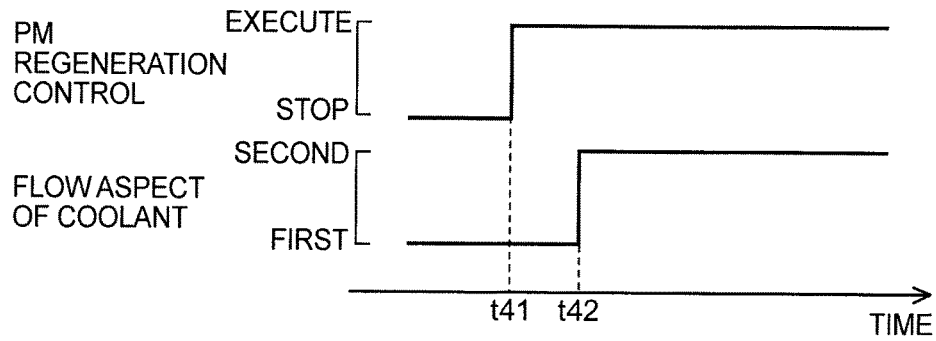 PM
REGENERATION
CONTROL
EXECUTE
STOP
FLOW ASPECT
OF COOLANT
SECOND
FIRST
t41
t42
TIME